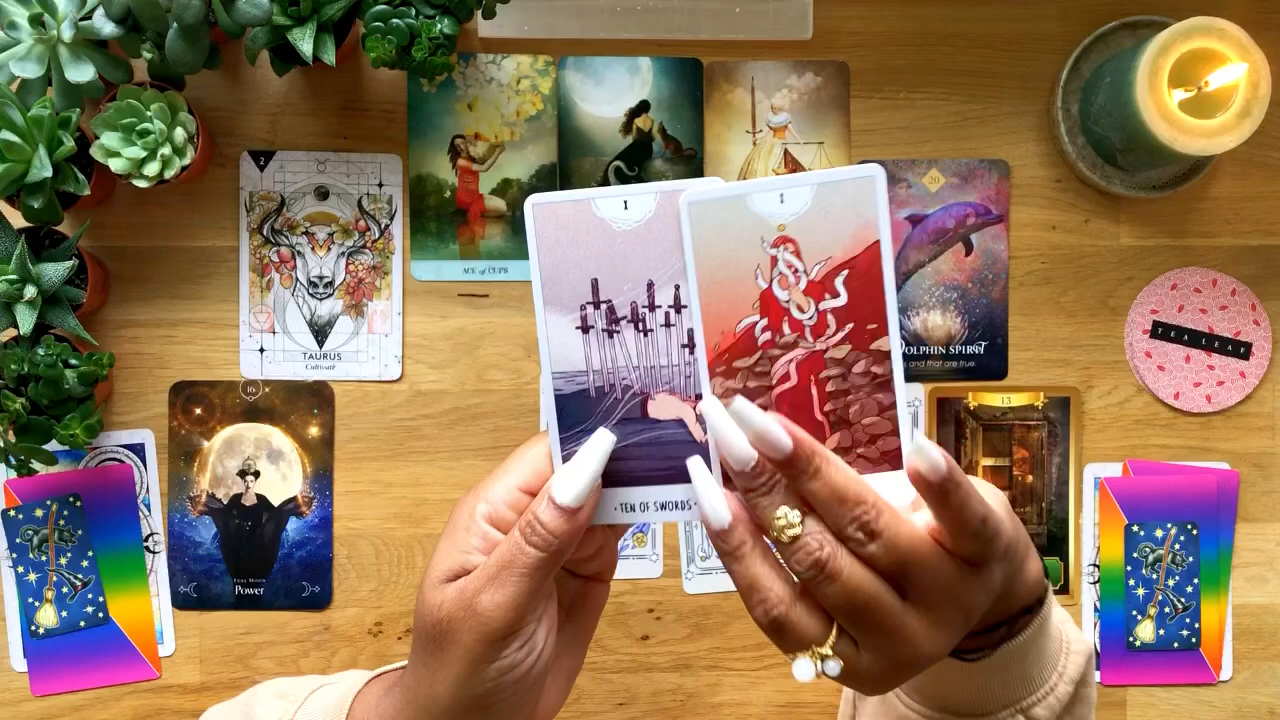 2
ACE of CUPS
20
X
TAURUS
Cultivate
DOLPHIN SPIRIT
s and that are true.
TEA LEAF
16
13
TEN OF SWORDS
FULL MOON
Power